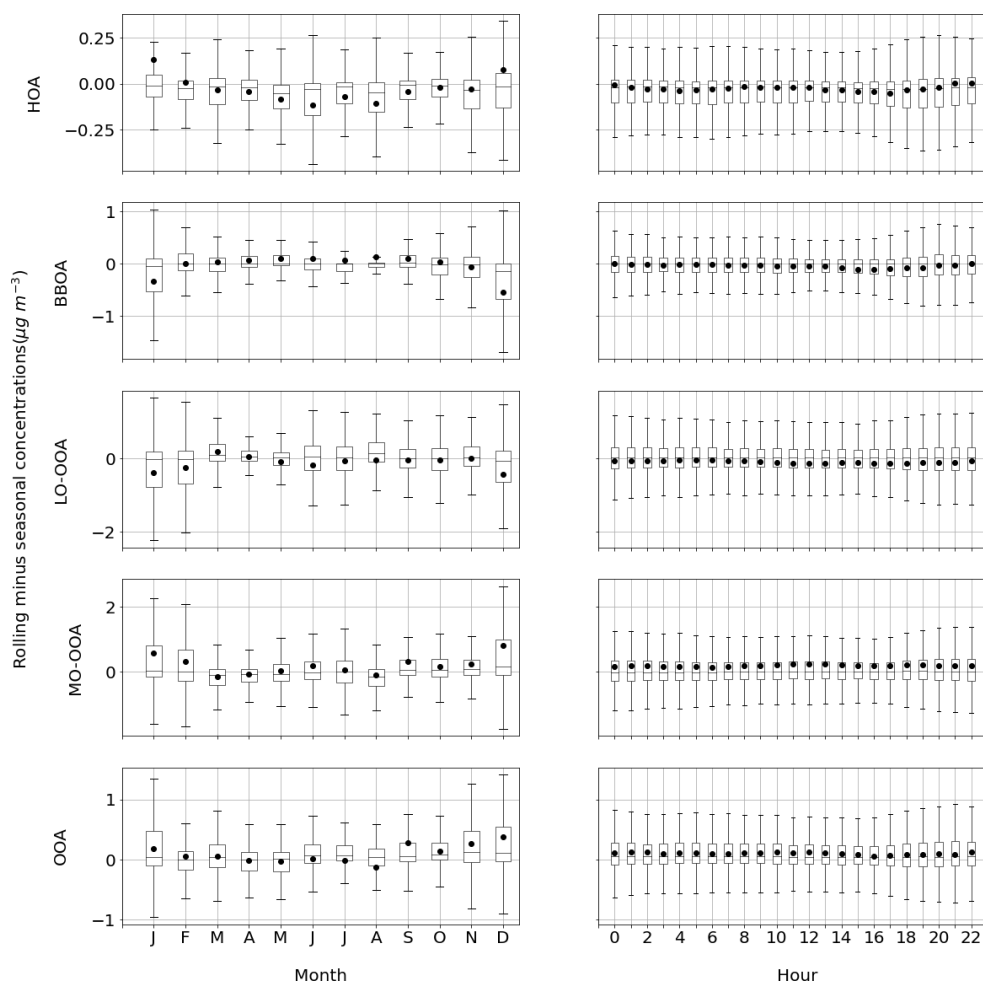 Rolling minus seasonal concentrations(μg m⁻³)
HOA
0.25
0.00
−0.25
BBOA
1
0
−1
LO-OOA
0
−2
MO-OOA
2
0
OOA
1
0
−1
J F M A M J J A S O N D
0 2 4 6 8 10 12 14 16 18 20 22
Month
Hour